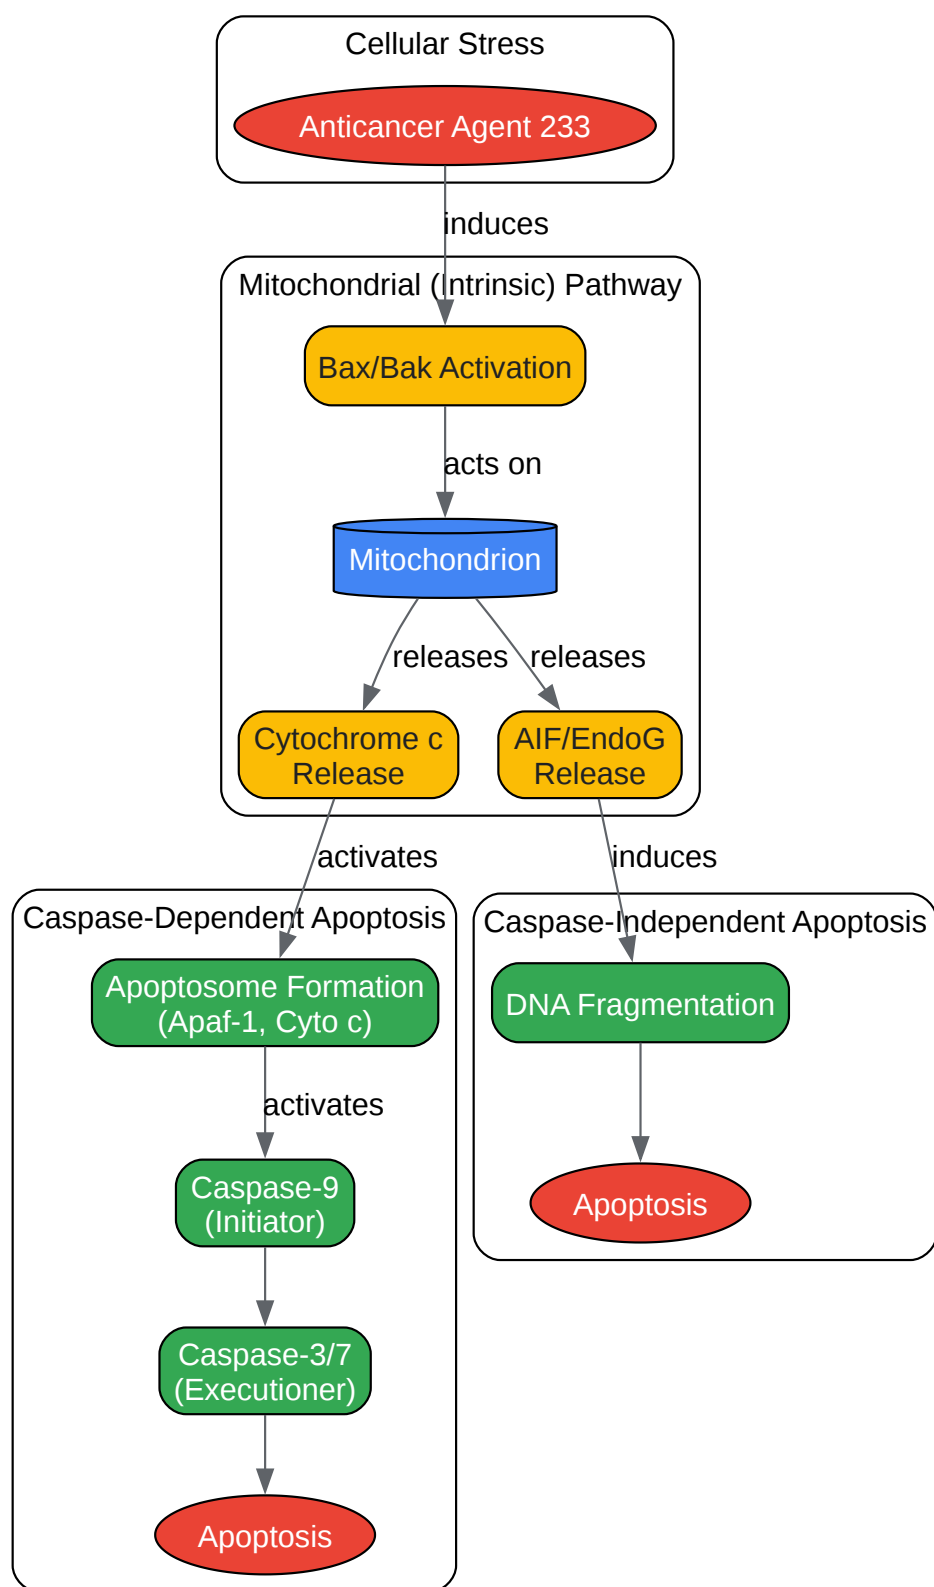 Cellular Stress
Anticancer Agent 233
induces
Mitochondrial (Intrinsic) Pathway
Bax/Bak Activation
acts on
Mitochondrion
releases
releases
Cytochrome c
Release
AIF/EndoG
Release
activates
induces
Caspase-Dependent Apoptosis
Apoptosome Formation
(Apaf-1, Cyto c)
activates
Caspase-9
(Initiator)
Caspase-3/7
(Executioner)
Apoptosis
Caspase-Independent Apoptosis
DNA Fragmentation
Apoptosis